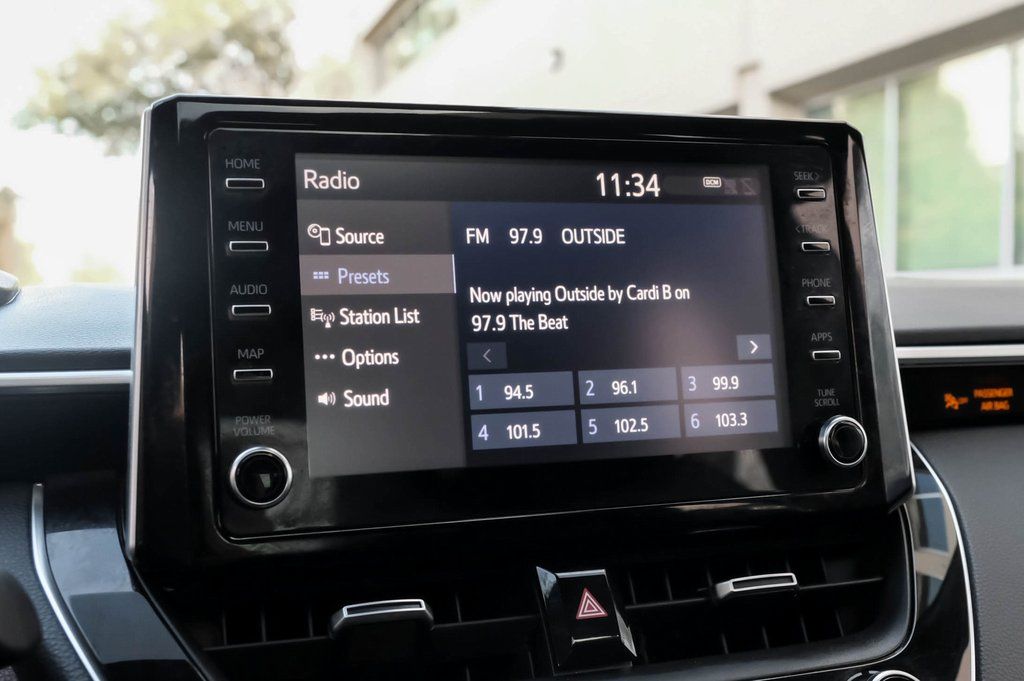 HOME
MENU
AUDIO
MAP
POWER
VOLUME
Radio 11:34 DCM
Source
Presets
Station List
Options
Sound
FM 97.9 OUTSIDE
Now playing Outside by Cardi B on
97.9 The Beat
< >
1 94.5 2 96.1 3 99.9
4 101.5 5 102.5 6 103.3
SEEK>
<TRACK
PHONE
APPS
TUNE
SCROLL
PASSENGER
AIR BAG